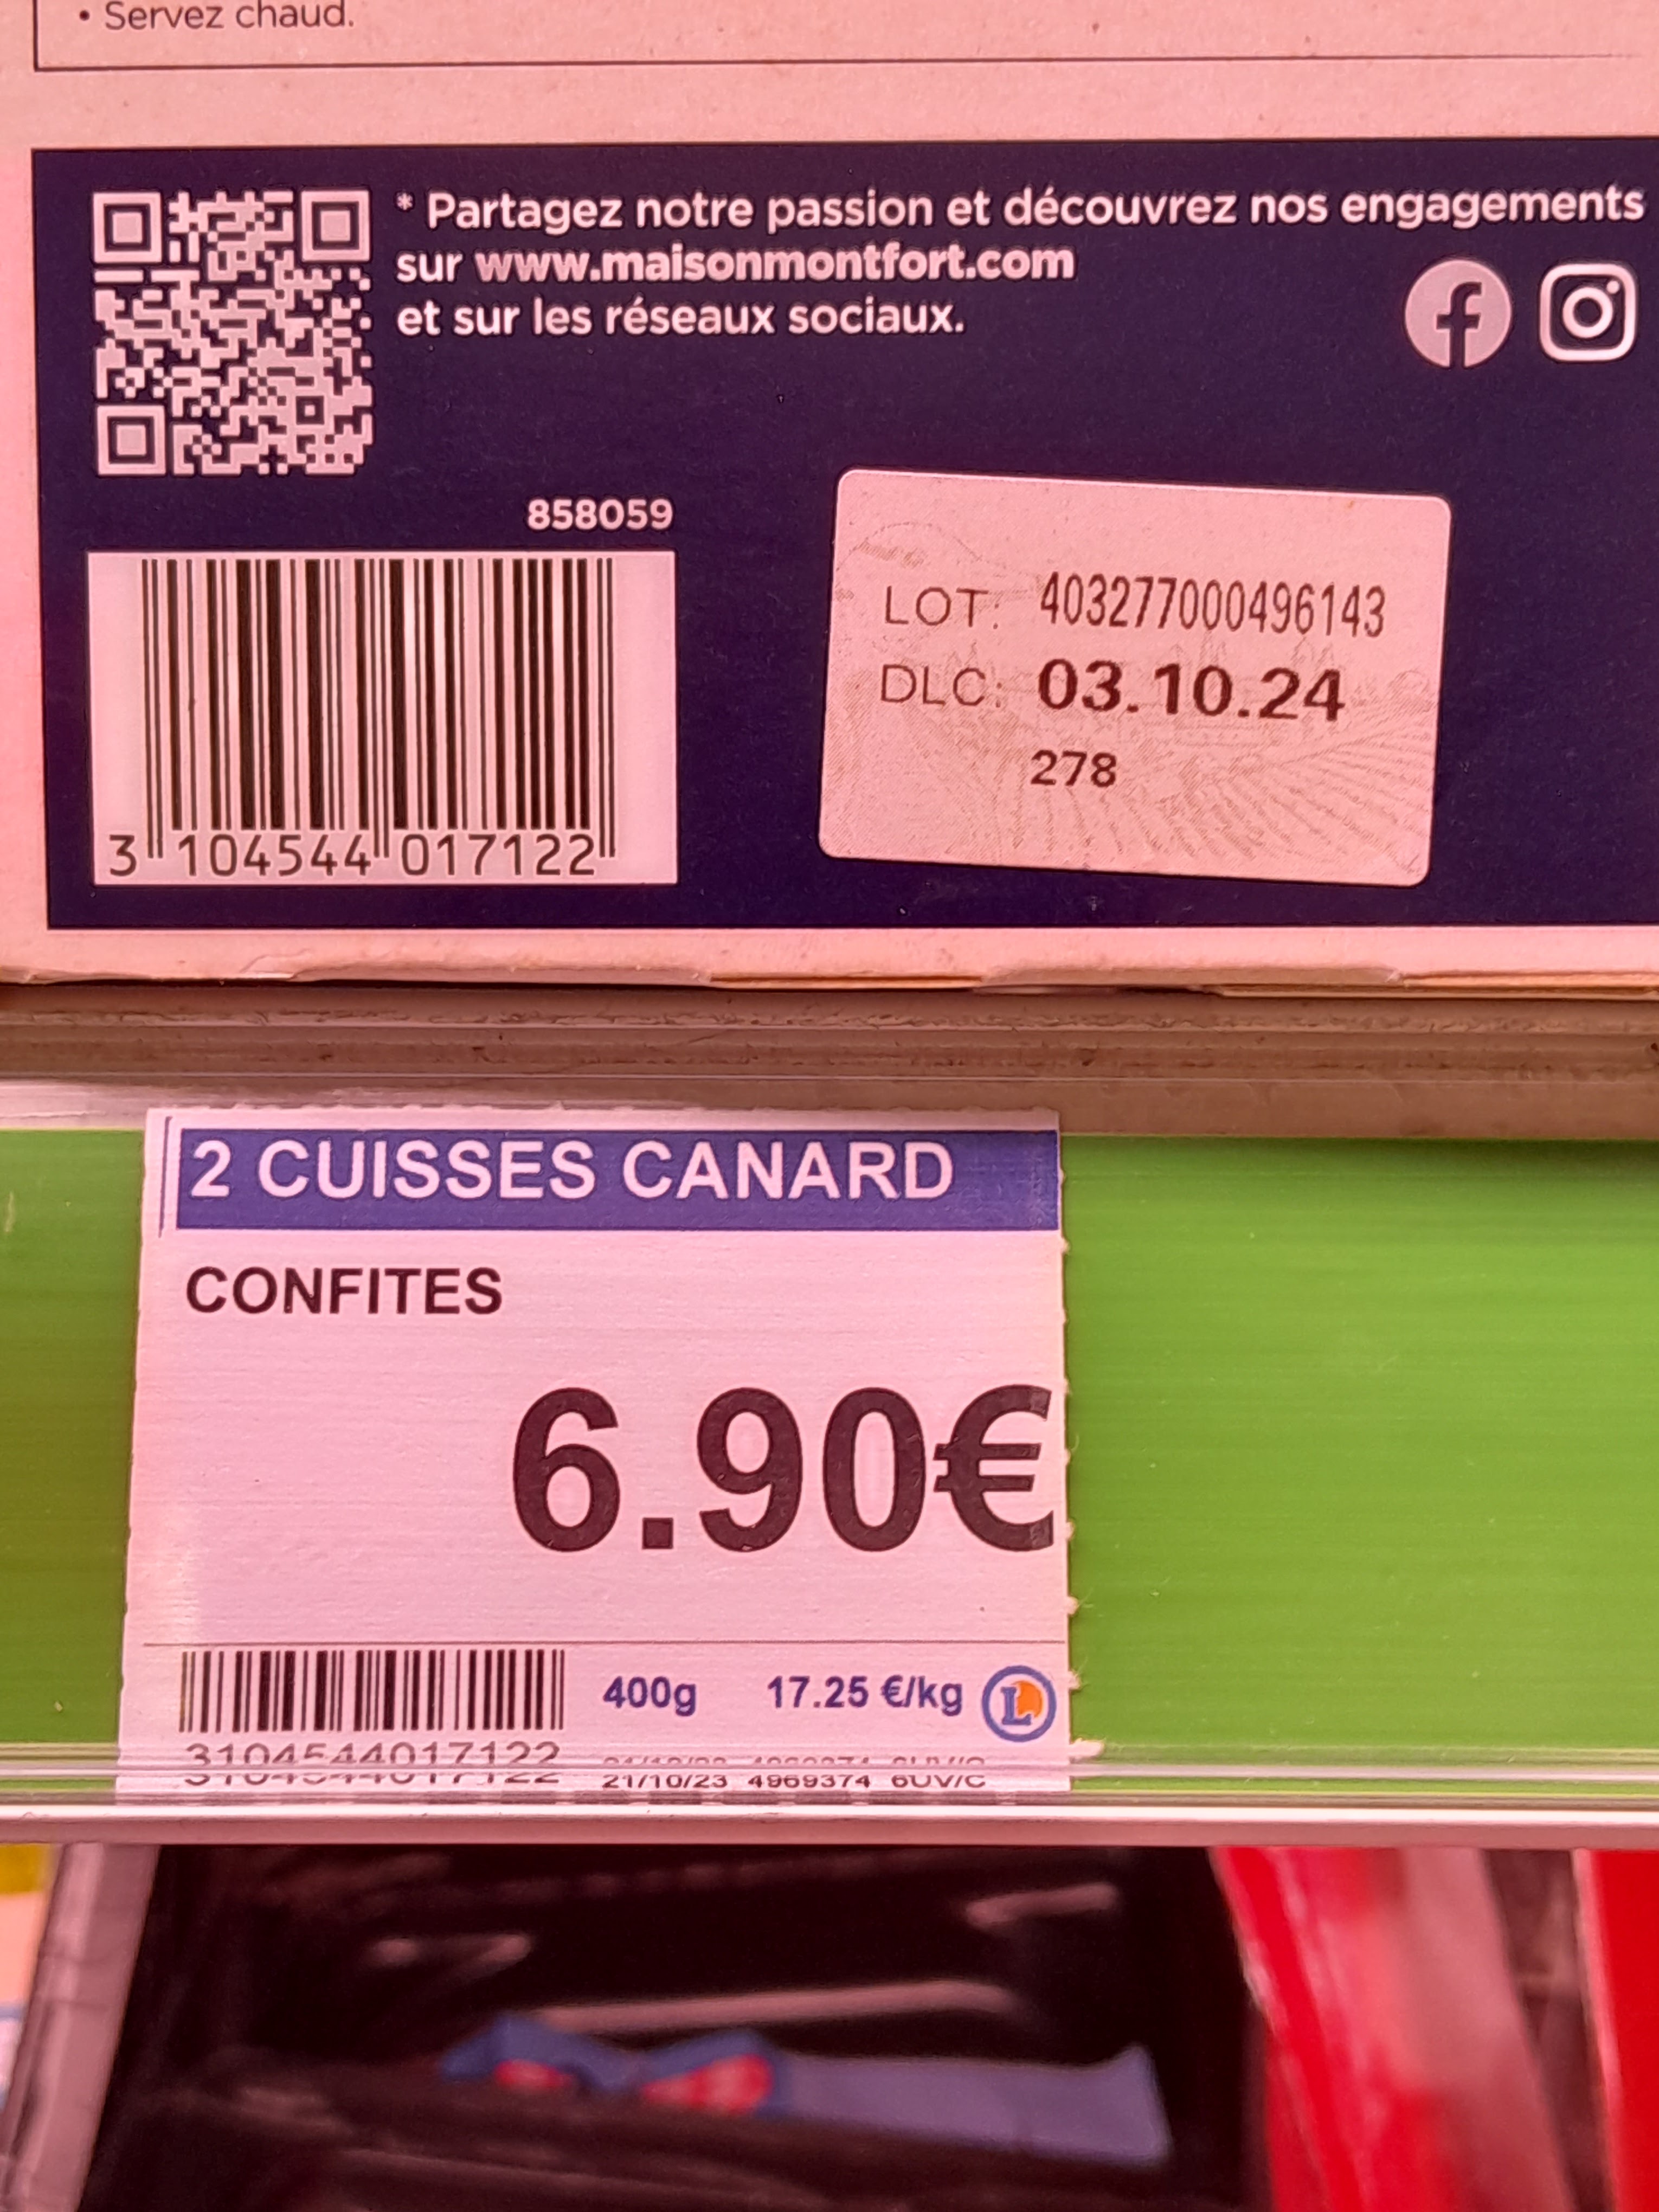 • Servez chaud.
* Partagez notre passion et découvrez nos engagements
sur www.maisonmontfort.com
et sur les réseaux sociaux.
858059
3 104544 017122
LOT: 403277000496143
DLC: 03.10.24
278
2 CUISSES CANARD
CONFITES
6.90€
400g 17.25 €/kg L
3104544017122
21/10/23 4969374 6UV/C